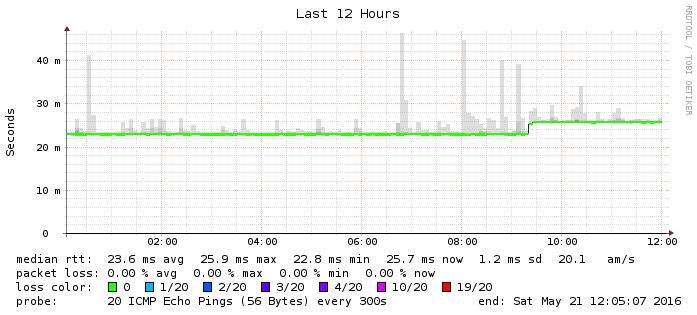 Last 12 Hours
RRDTOOL / TOBI OETIKER
Seconds
40 m
30 m
20 m
10 m
0
02:00 04:00 06:00 08:00 10:00 12:00
median rtt: 23.6 ms avg 25.9 ms max 22.8 ms min 25.7 ms now 1.2 ms sd 20.1 am/s
packet loss: 0.00 % avg 0.00 % max 0.00 % min 0.00 % now
loss color: 0 1/20 2/20 3/20 4/20 10/20 19/20
probe: 20 ICMP Echo Pings (56 Bytes) every 300s end: Sat May 21 12:05:07 2016